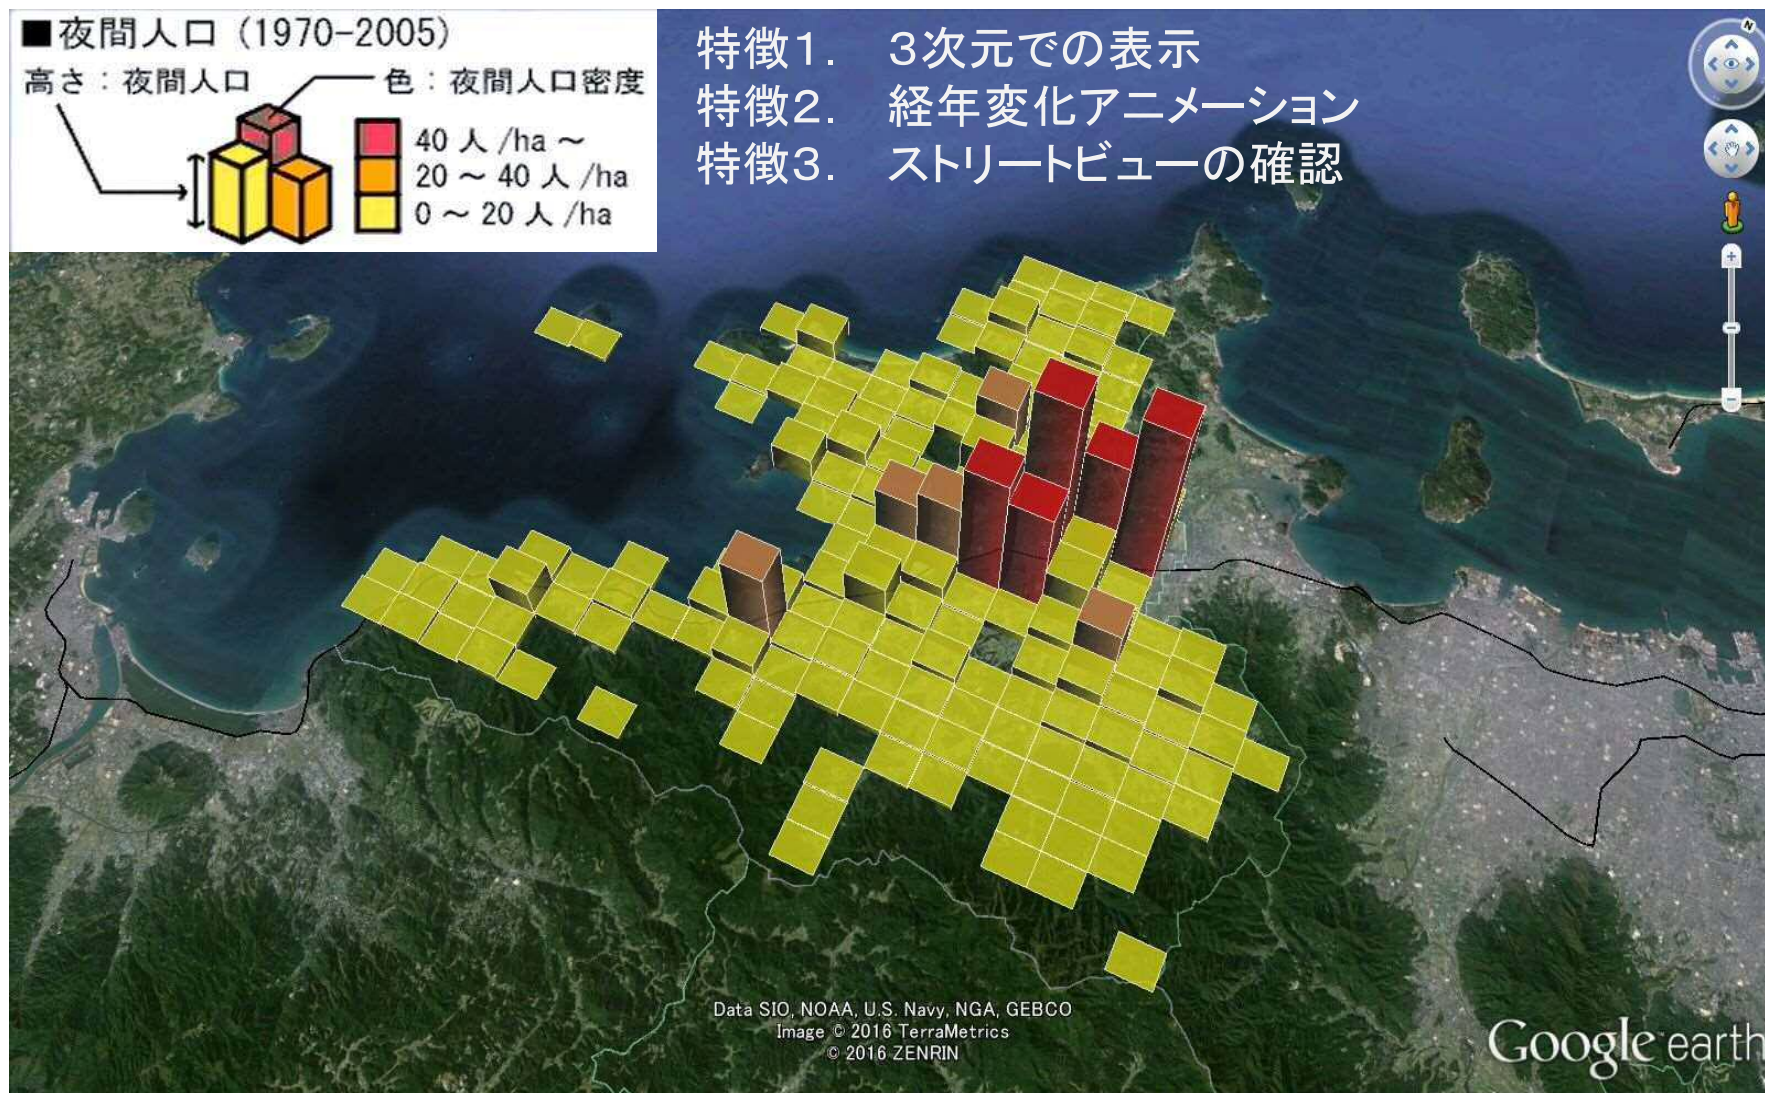 ■夜間人口（1970-2005）
高さ：夜間人口
色：夜間人口密度
40 人 /ha ～
20 ～ 40 人 /ha
0 ～ 20 人 /ha
特徴1．　3次元での表示
特徴2．　経年変化アニメーション
特徴3．　ストリートビューの確認
N
Data SIO, NOAA, U.S. Navy, NGA, GEBCO
Image © 2016 TerraMetrics
© 2016 ZENRIN
Google earth